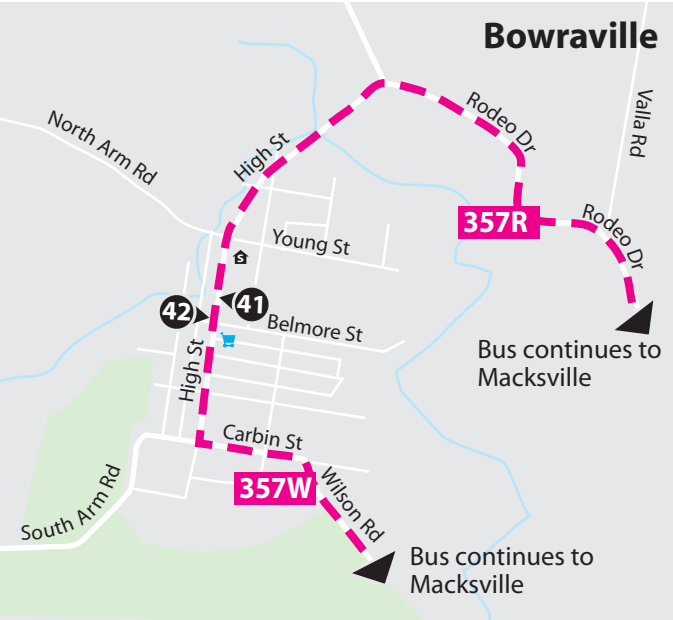 Bowraville
Rodeo Dr
Valla Rd
North Arm Rd
High St
357R
Rodeo Dr
Young St
S
42
41
Belmore St
High St
Bus continues to
Macksville
Carbin St
357W
Wilson Rd
South Arm Rd
Bus continues to
Macksville